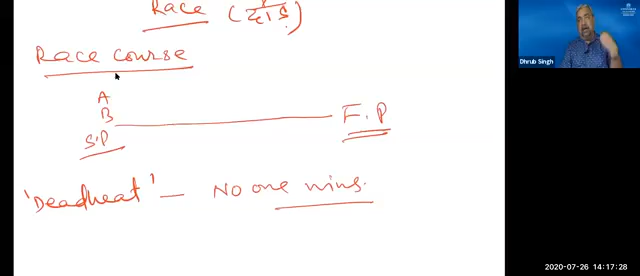 Race (दौड़)
Race course
A
B
S.P
F.P
'Deadheat' — No one wins.
Dhrub Singh
2020-07-26 14:17:28